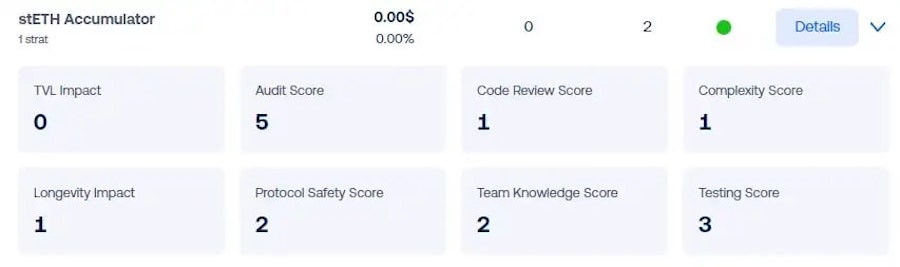 stETH Accumulator
1 strat
0.00$
0.00%
0
2
Details
TVL Impact
0
Audit Score
5
Code Review Score
1
Complexity Score
1
Longevity Impact
1
Protocol Safety Score
2
Team Knowledge Score
2
Testing Score
3